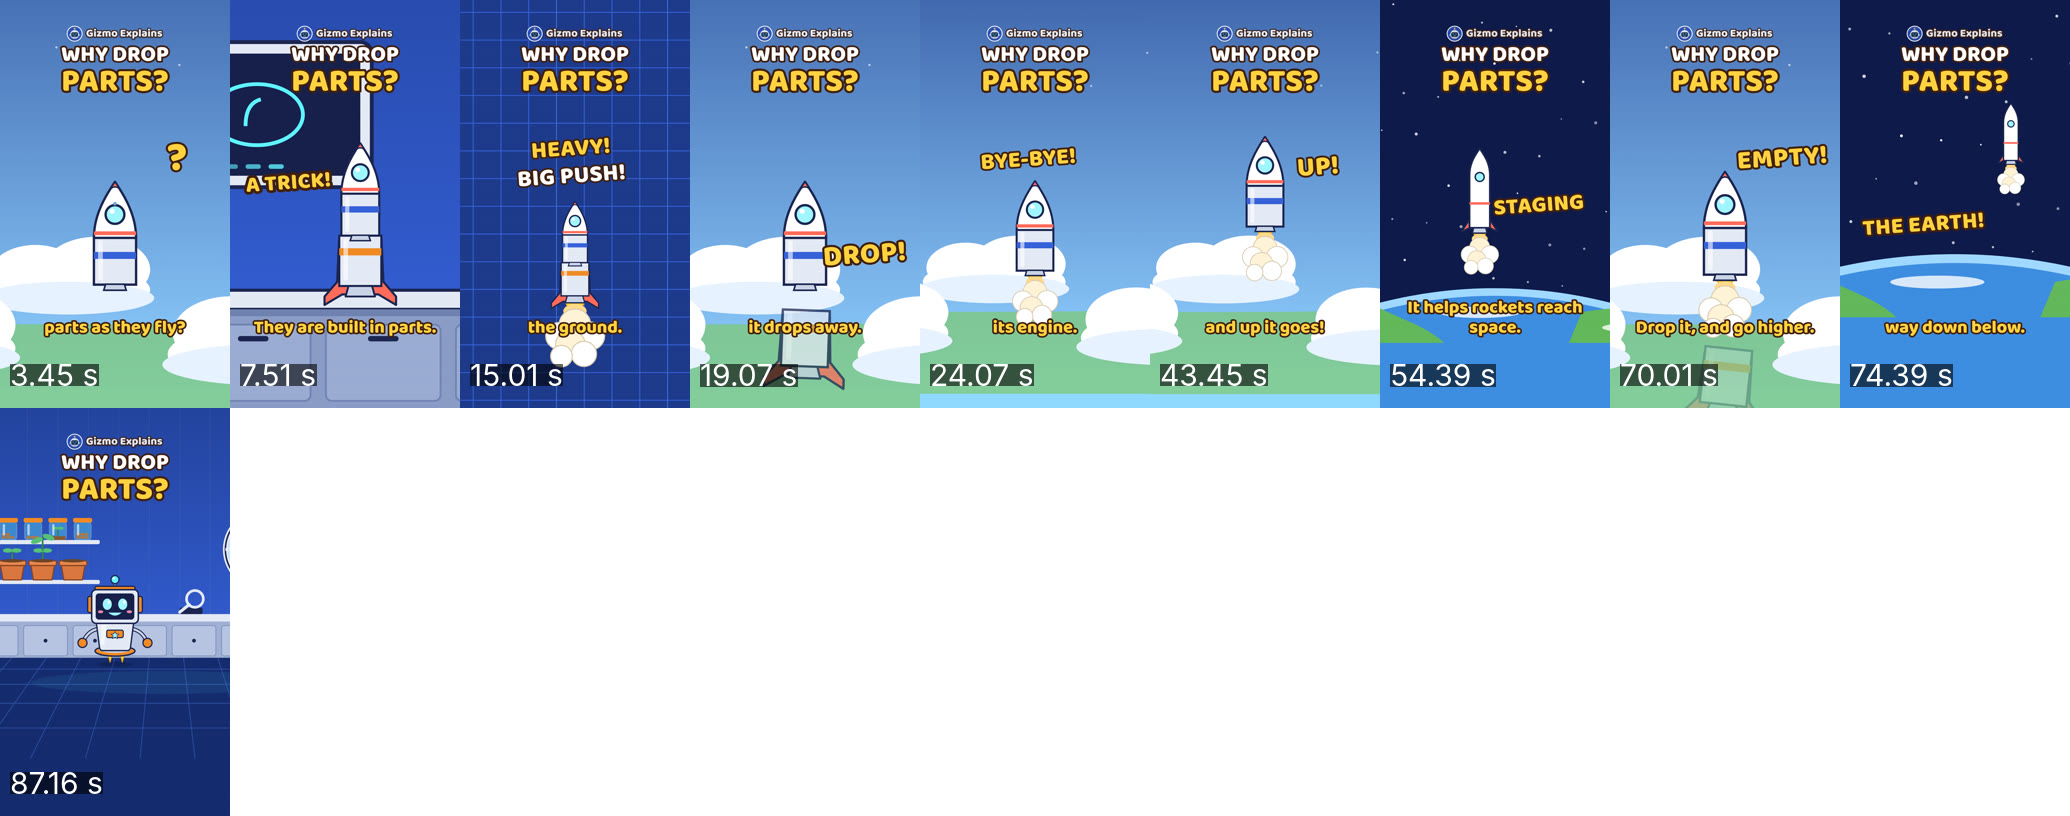 Gizmo Explains
WHY DROP
PARTS?
?
parts as they fly?
3.45 s
Gizmo Explains
WHY DROP
PARTS?
A TRICK!
They are built in parts.
7.51 s
Gizmo Explains
WHY DROP
PARTS?
HEAVY!
BIG PUSH!
the ground.
15.01 s
Gizmo Explains
WHY DROP
PARTS?
DROP!
it drops away.
19.07 s
Gizmo Explains
WHY DROP
PARTS?
BYE-BYE!
its engine.
24.07 s
Gizmo Explains
WHY DROP
PARTS?
UP!
and up it goes!
43.45 s
Gizmo Explains
WHY DROP
PARTS?
STAGING
It helps rockets reach
space.
54.39 s
Gizmo Explains
WHY DROP
PARTS?
EMPTY!
Drop it, and go higher.
70.01 s
Gizmo Explains
WHY DROP
PARTS?
THE EARTH!
way down below.
74.39 s
Gizmo Explains
WHY DROP
PARTS?
87.16 s